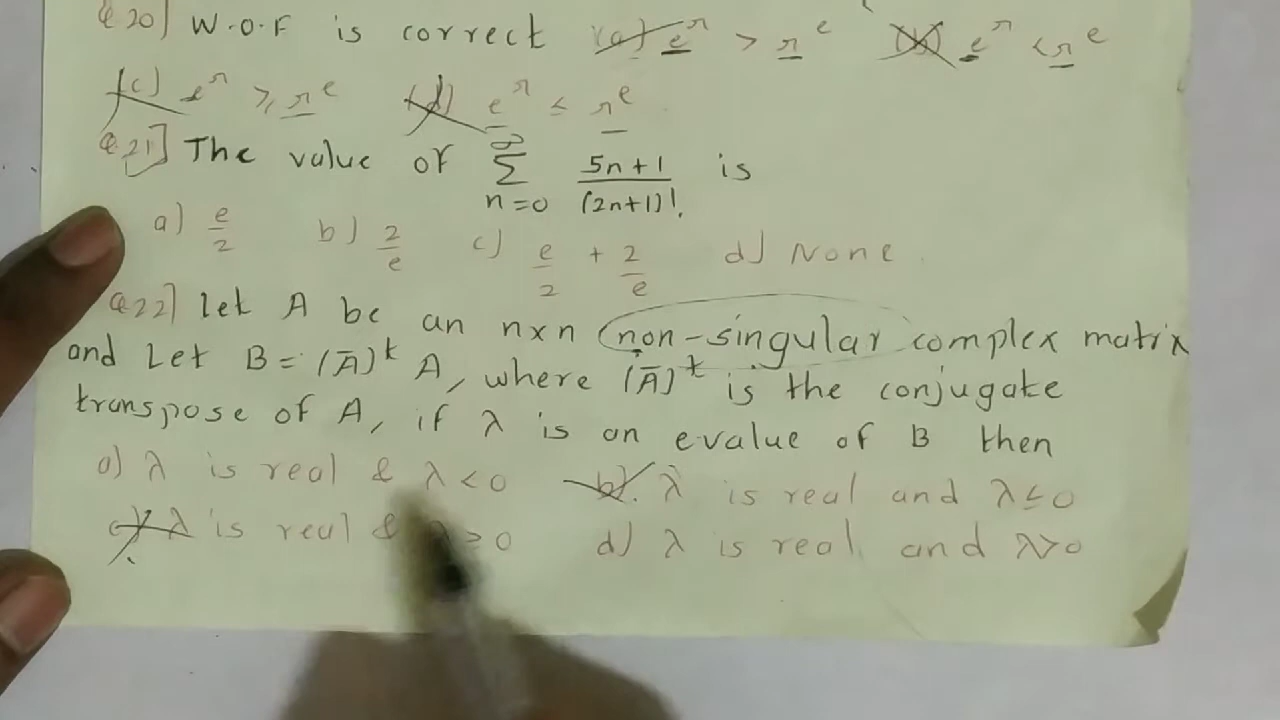 Q20] W.O.F is correct (a) e^π > π^e (b) e^π < π^e
(c) e^π ≥ π^e (d) e^π ≤ π^e
Q21] The value of ∞ Σ n=0 5n+1 / (2n+1)! is
a) e/2 b) 2/e c) e/2 + 2/e d) None
Q22] Let A be an n×n non-singular complex matrix
and Let B = (Ā)^t A, where (Ā)^t is the conjugate
transpose of A, if λ is an evalue of B then
a) λ is real & λ<0 b) λ is real and λ≤0
c) λ is real & λ≥0 d) λ is real and λ>0